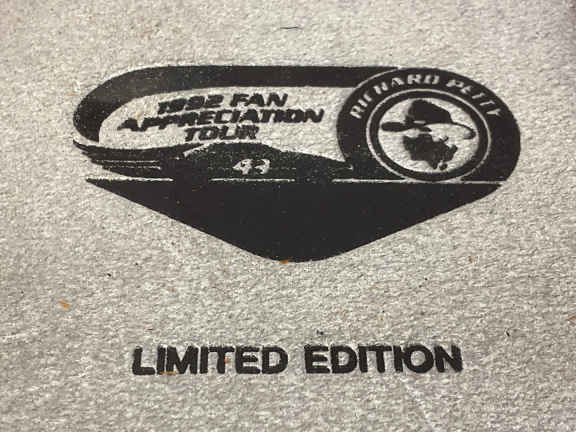 1992 FAN
APPRECIATION
TOUR
RICHARD PETTY
43
LIMITED EDITION